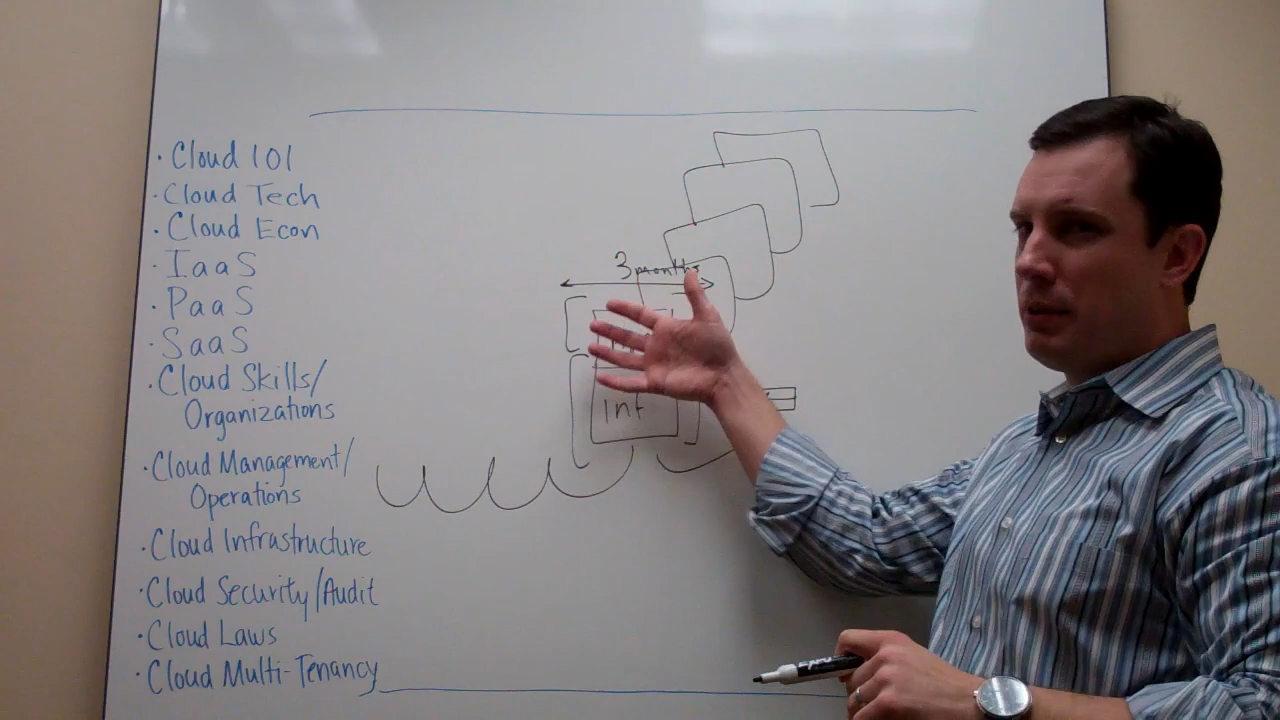 · Cloud 101
· Cloud Tech
· Cloud Econ
· IaaS
· PaaS
· SaaS
· Cloud Skills/
Organizations
· Cloud Management/
Operations
· Cloud Infrastructure
· Cloud Security/Audit
· Cloud Laws
· Cloud Multi-Tenancy
3 months
Int